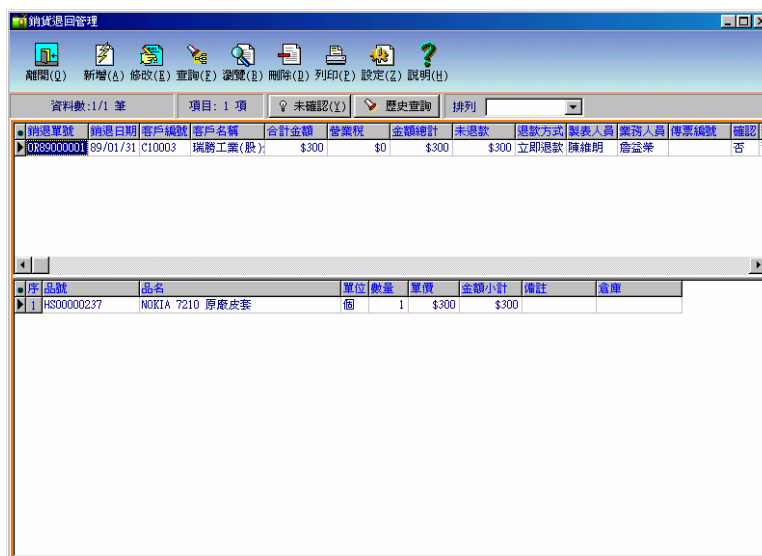 銷貨退回管理
離開(Q) 新增(A) 修改(E) 查詢(F) 瀏覽(B) 刪除(D) 列印(P) 設定(Z) 說明(H)
資料數:1/1 筆 項目: 1 項 未確認(Y) 歷史查詢 排列
銷退單號 銷退日期 客戶編號 客戶名稱 合計金額 營業稅 金額總計 未退款 退款方式 製表人員 業務人員 傳票編號 確認
OR89000001 89/01/31 C10003 瑞勝工業(股) $300 $0 $300 $300 立即退款 陳維朗 詹益榮 否
序 品號 品名 單位 數量 單價 金額小計 備註 倉庫
1 HS00000237 NOKIA 7210 原廠皮套 個 1 $300 $300